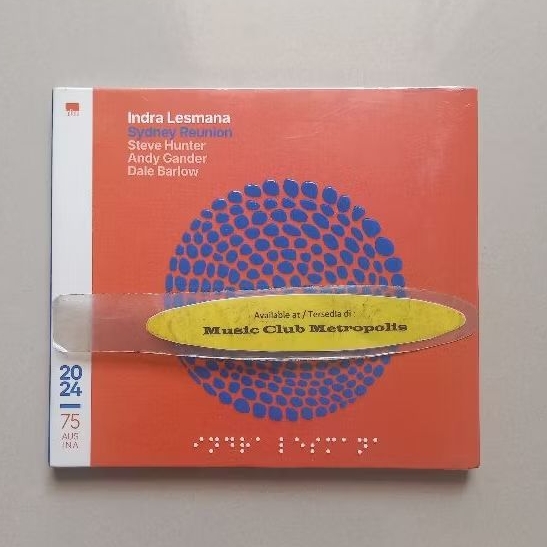 Indra Lesmana
Sydney Reunion
Steve Hunter
Andy Gander
Dale Barlow
Available at / Tersedia di :
Music Club Metropolis
20
24
75
AUS
INA